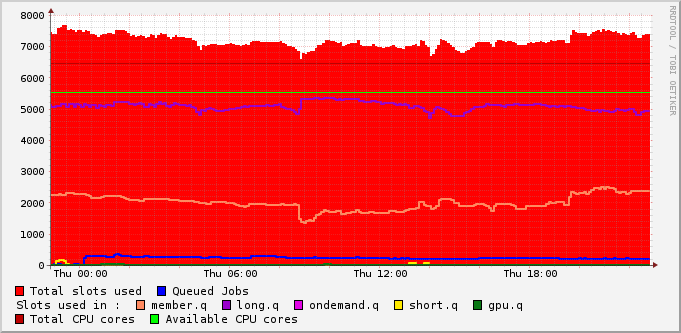 8000
7000
6000
5000
4000
3000
2000
1000
0
Thu 00:00 Thu 06:00 Thu 12:00 Thu 18:00
RRDTOOL / TOBI OETIKER
Total slots used Queued Jobs
Slots used in : member.q long.q ondemand.q short.q gpu.q
Total CPU cores Available CPU cores